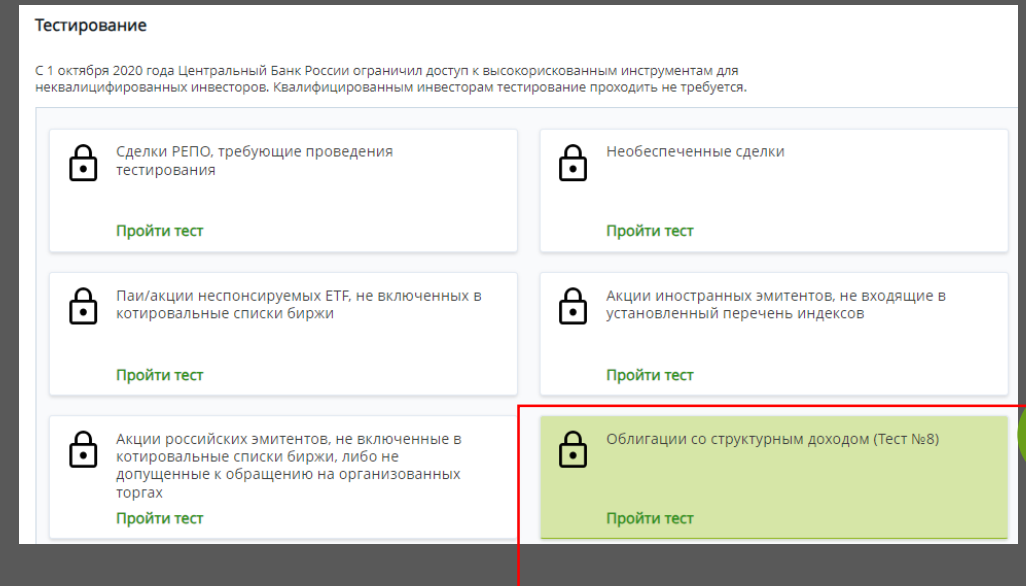 Тестирование
С 1 октября 2020 года Центральный Банк России ограничил доступ к высокорискованным инструментам для
неквалицифированных инвесторов. Квалифицированным инвесторам тестирование проходить не требуется.
Сделки РЕПО, требующие проведения
тестирования
Пройти тест
Необеспеченные сделки
Пройти тест
Паи/акции неспонсируемых ETF, не включенных в
котировальные списки биржи
Пройти тест
Акции иностранных эмитентов, не входящие в
установленный перечень индексов
Пройти тест
Акции российских эмитентов, не включенные в
котировальные списки биржи, либо не
допущенные к обращению на организованных
торгах
Пройти тест
Облигации со структурным доходом (Тест №8)
Пройти тест